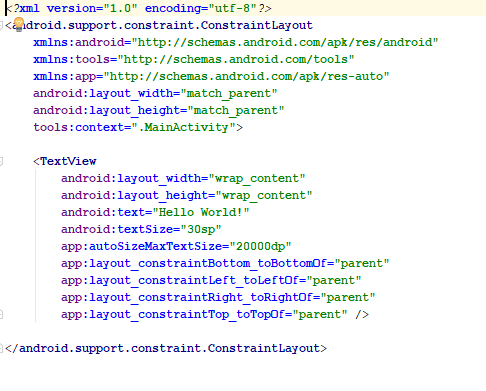 <?xml version="1.0" encoding="utf-8"?>
<android.support.constraint.ConstraintLayout
xmlns:android="http://schemas.android.com/apk/res/android"
xmlns:tools="http://schemas.android.com/tools"
xmlns:app="http://schemas.android.com/apk/res-auto"
android:layout_width="match_parent"
android:layout_height="match_parent"
tools:context=".MainActivity">
<TextView
android:layout_width="wrap_content"
android:layout_height="wrap_content"
android:text="Hello World!"
android:textSize="30sp"
app:autoSizeMaxTextSize="20000dp"
app:layout_constraintBottom_toBottomOf="parent"
app:layout_constraintLeft_toLeftOf="parent"
app:layout_constraintRight_toRightOf="parent"
app:layout_constraintTop_toTopOf="parent" />
</android.support.constraint.ConstraintLayout>